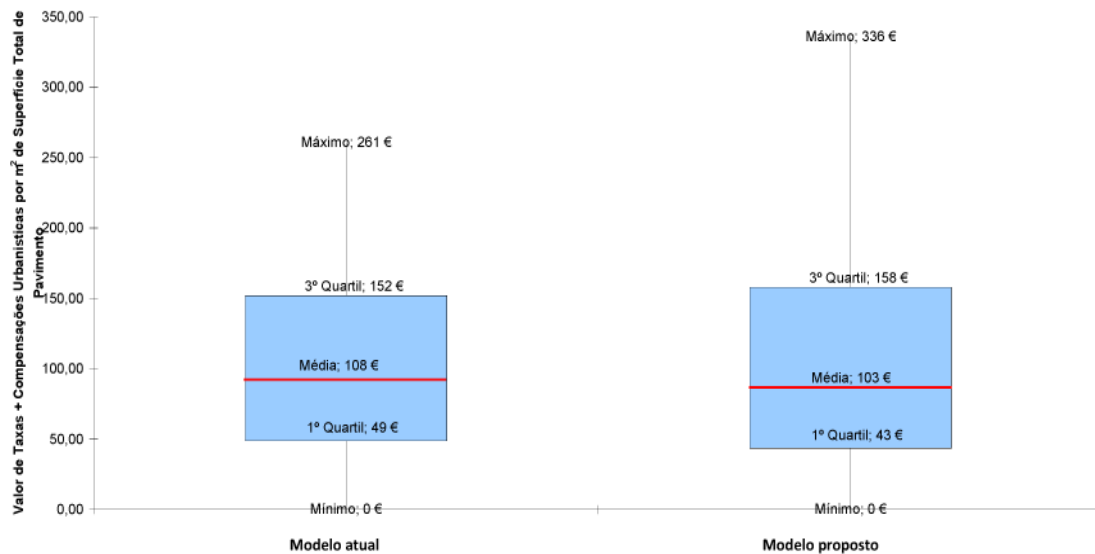 Valor de Taxas + Compensações Urbanísticas por m² de Superfície Total de
Pavimento
350,00
300,00
250,00
200,00
150,00
100,00
50,00
0,00
Máximo; 261 €
3º Quartil; 152 €
Média; 108 €
1º Quartil; 49 €
Mínimo; 0 €
Máximo; 336 €
3º Quartil; 158 €
Média; 103 €
1º Quartil; 43 €
Mínimo; 0 €
Modelo atual
Modelo proposto